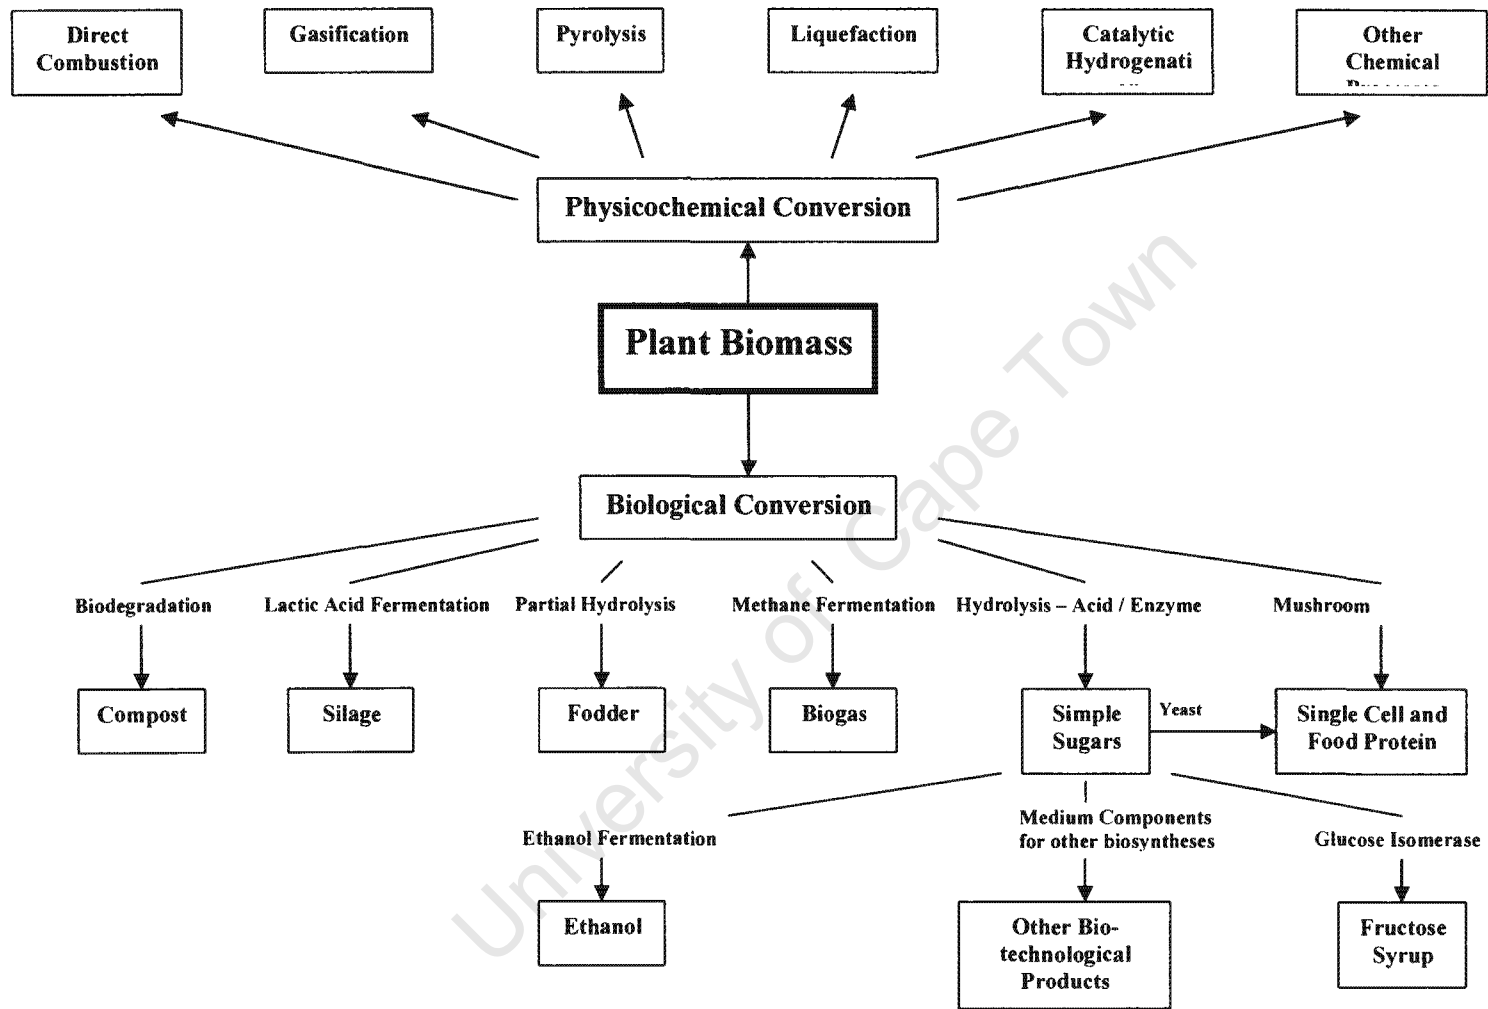 Direct
Combustion
Gasification
Pyrolysis
Liquefaction
Catalytic
Hydrogenati
Other
Chemical
Physicochemical Conversion
Plant Biomass
Biological Conversion
Biodegradation
Lactic Acid Fermentation
Partial Hydrolysis
Methane Fermentation
Hydrolysis – Acid / Enzyme
Mushroom
Compost
Silage
Fodder
Biogas
Simple
Sugars
Yeast
Single Cell and
Food Protein
Ethanol Fermentation
Medium Components
for other biosyntheses
Glucose Isomerase
Ethanol
Other Bio-
technological
Products
Fructose
Syrup
University of Cape Town